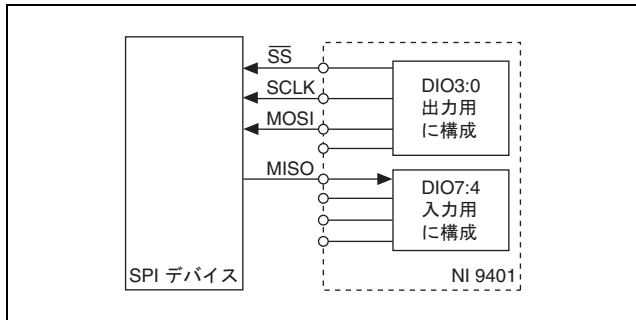 SS
SCLK
MOSI
MISO
DIO3:0
出力用
に構成
DIO7:4
入力用
に構成
SPI デバイス
NI 9401